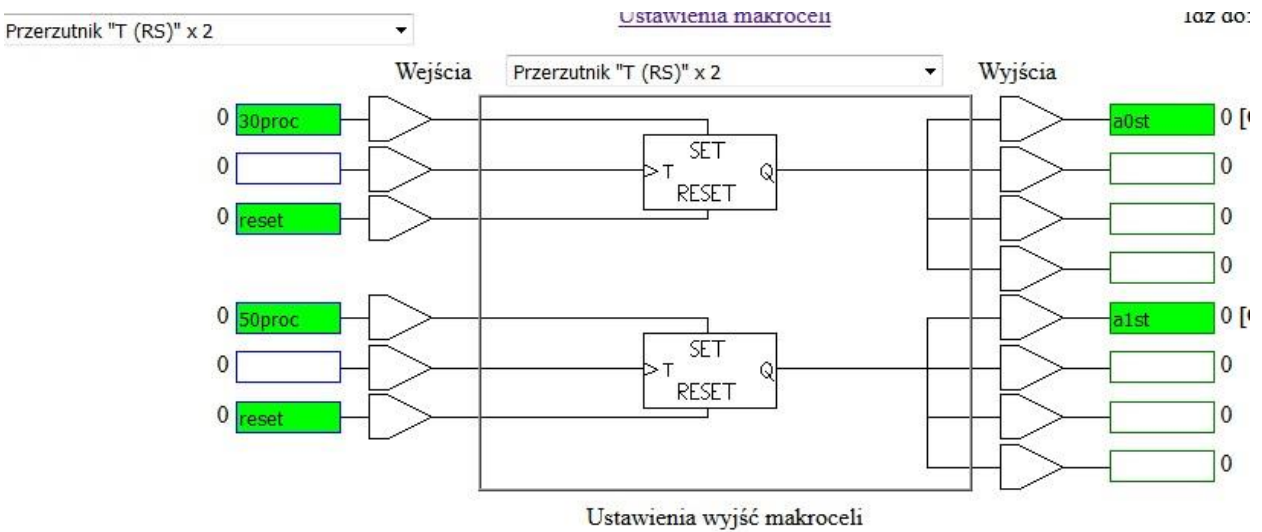 Ustawienia makroceli
Przerzutnik "T (RS)" x 2
Wejścia Przerzutnik "T (RS)" x 2 Wyjścia
0 30proc a0st 0
SET
0 T Q 0
RESET
0 reset 0
0
0 50proc a1st 0
SET
0 T Q 0
RESET
0 reset 0
0
Ustawienia wyjść makroceli